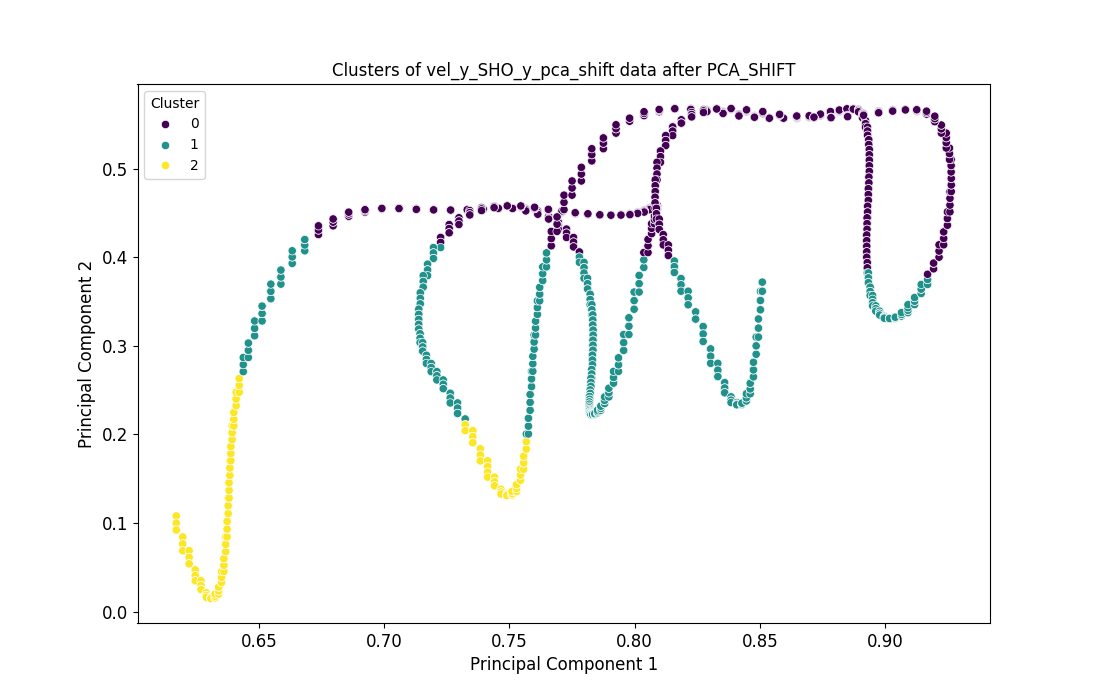 Clusters of vel_y_SHO_y_pca_shift data after PCA_SHIFT
Cluster
0
1
2
Principal Component 2
0.5
0.4
0.3
0.2
0.1
0.0
0.65 0.70 0.75 0.80 0.85 0.90
Principal Component 1